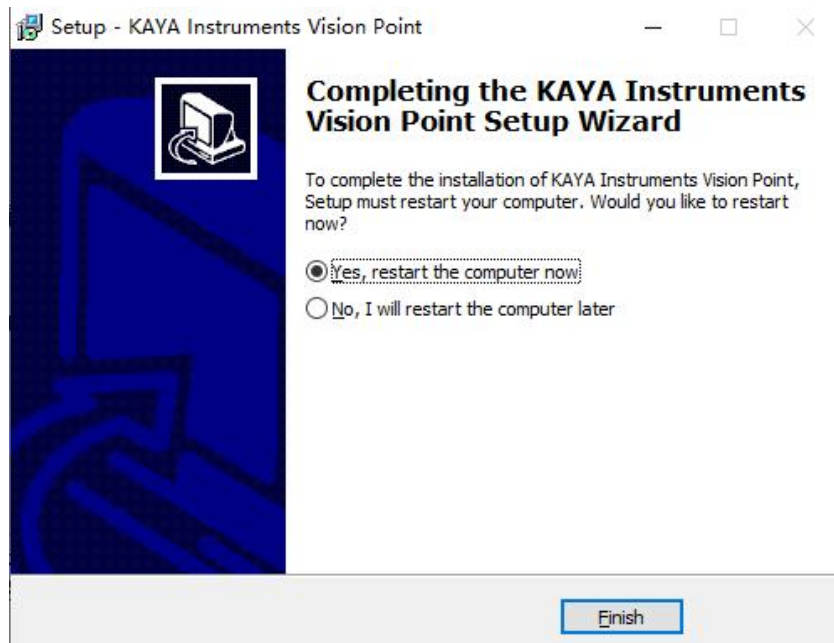 Setup - KAYA Instruments Vision Point
Completing the KAYA Instruments
Vision Point Setup Wizard
To complete the installation of KAYA Instruments Vision Point,
Setup must restart your computer. Would you like to restart
now?
Yes, restart the computer now
No, I will restart the computer later
Finish